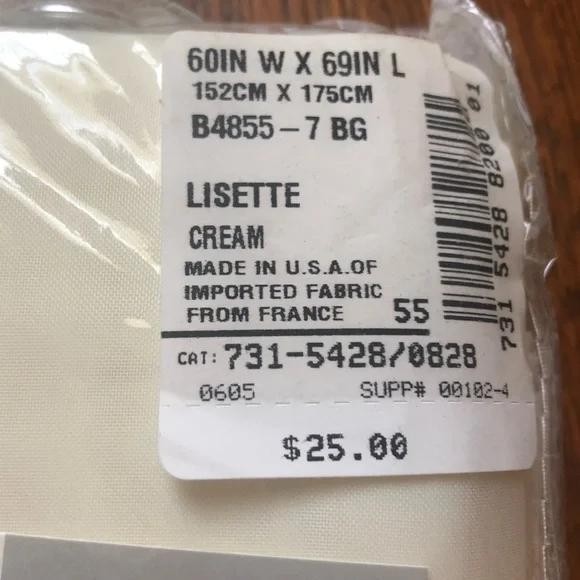 60IN W X 69IN L
152CM X 175CM
B4855-7 BG
LISETTE
CREAM
MADE IN U.S.A.OF
IMPORTED FABRIC
FROM FRANCE 55
CAT: 731-5428/0828
0605 SUPP# 00102-4
$25.00
731 5428 8200 01